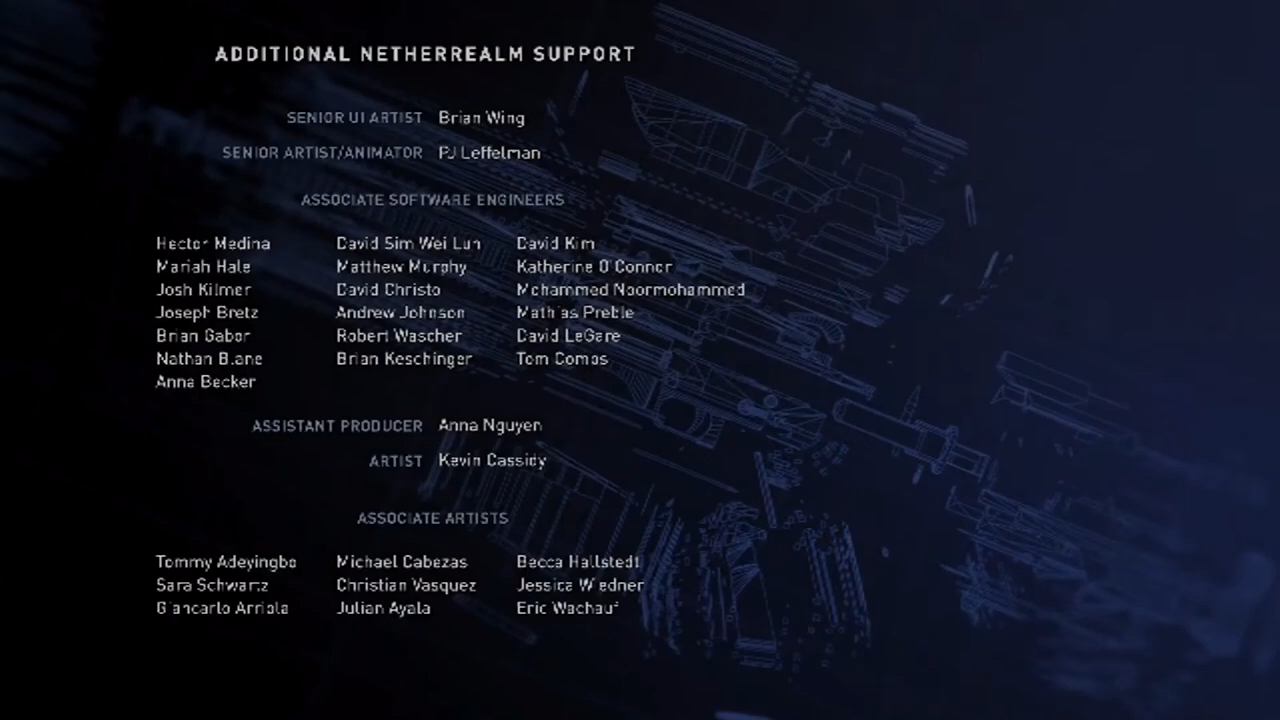 ADDITIONAL NETHERREALM SUPPORT
SENIOR UI ARTIST Brian Wing
SENIOR ARTIST/ANIMATOR PJ Leffelman
ASSOCIATE SOFTWARE ENGINEERS
Hector Medina David Sim Wei Lun David Kim
Mariah Hale Matthew Murphy Katherine O'Connor
Josh Kilmer David Christo Mohammed Noormohammed
Joseph Bretz Andrew Johnson Mathias Preble
Brian Gabor Robert Wascher David LeGare
Nathan Blane Brian Keschinger Tom Comos
Anna Becker
ASSISTANT PRODUCER Anna Nguyen
ARTIST Kevin Cassidy
ASSOCIATE ARTISTS
Tommy Adeyingbo Michael Cabezas Becca Hallstedt
Sara Schwartz Christian Vasquez Jessica Wiedner
Giancarlo Arriola Julian Ayala Eric Wachauf